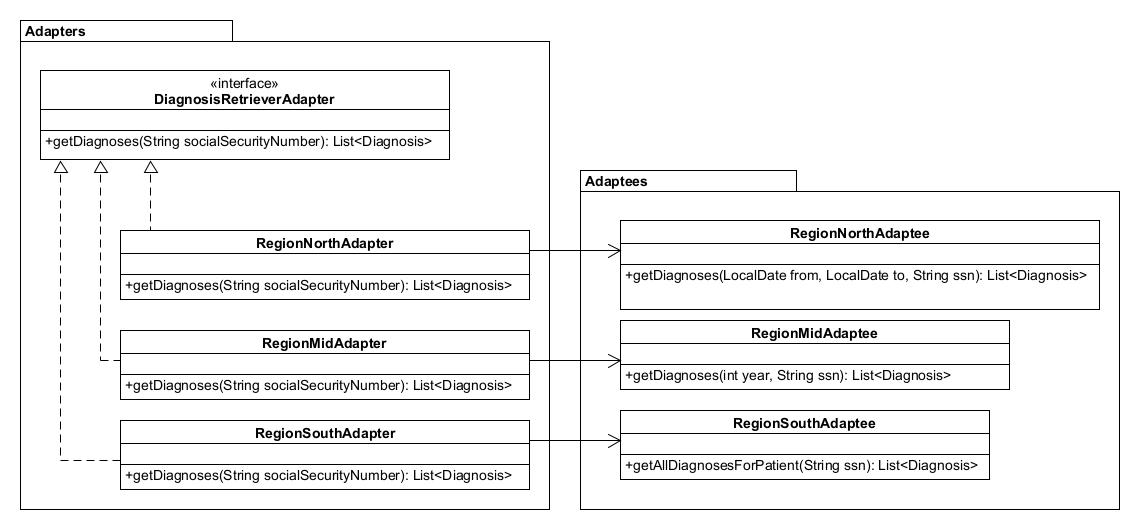 Adapters
«interface»
DiagnosisRetrieverAdapter
+getDiagnoses(String socialSecurityNumber): List<Diagnosis>
RegionNorthAdapter
+getDiagnoses(String socialSecurityNumber): List<Diagnosis>
RegionMidAdapter
+getDiagnoses(String socialSecurityNumber): List<Diagnosis>
RegionSouthAdapter
+getDiagnoses(String socialSecurityNumber): List<Diagnosis>
Adaptees
RegionNorthAdaptee
+getDiagnoses(LocalDate from, LocalDate to, String ssn): List<Diagnosis>
RegionMidAdaptee
+getDiagnoses(int year, String ssn): List<Diagnosis>
RegionSouthAdaptee
+getAllDiagnosesForPatient(String ssn): List<Diagnosis>